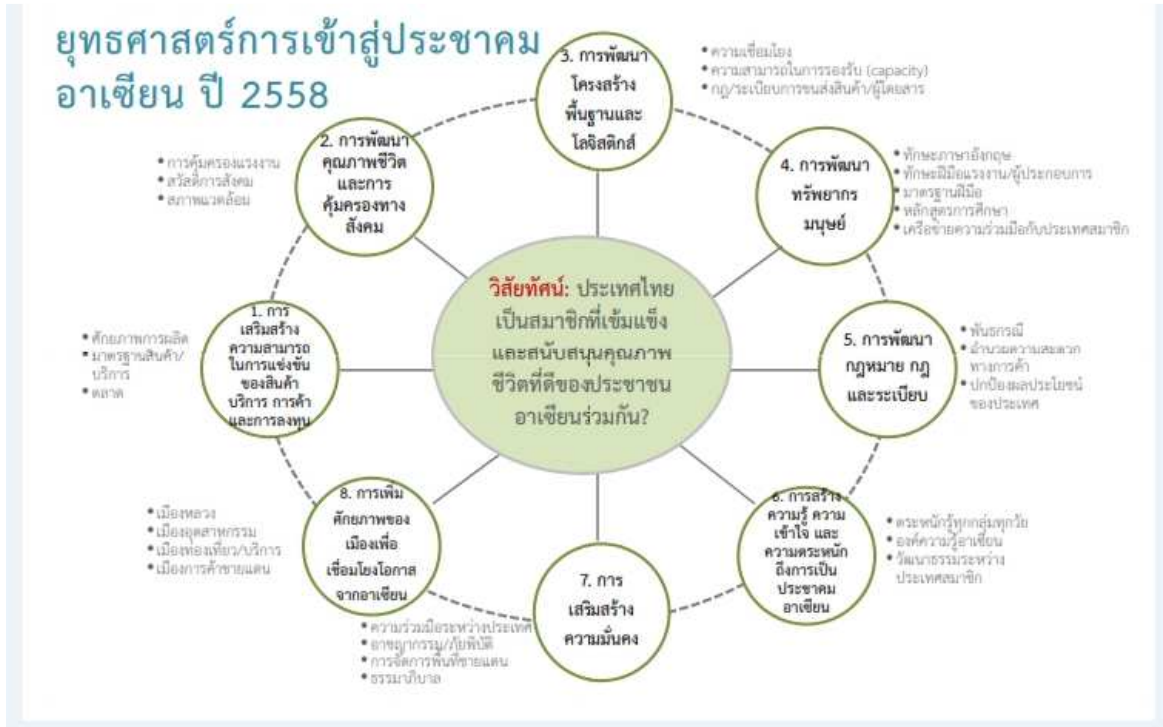 ยุทธศาสตร์การเข้าสู่ประชาคม
อาเซียน ปี 2558
3. การพัฒนา
โครงสร้าง
พื้นฐานและ
โลจิสติกส์
• ความเชื่อมโยง
• ความสามารถในการรองรับ (capacity)
• กฎ/ระเบียบการขนส่งสินค้า/ผู้โดยสาร
2. การพัฒนา
คุณภาพชีวิต
และการ
คุ้มครองทาง
สังคม
• การคุ้มครองแรงงาน
• สวัสดิการสังคม
• สภาพแวดล้อม
4. การพัฒนา
ทรัพยากร
มนุษย์
• ทักษะภาษาอังกฤษ
• ทักษะฝีมือแรงงาน/ผู้ประกอบการ
• มาตรฐานฝีมือ
• หลักสูตรการศึกษา
• เครือข่ายความร่วมมือกับประเทศสมาชิก
วิสัยทัศน์: ประเทศไทย
เป็นสมาชิกที่เข้มแข็ง
และสนับสนุนคุณภาพ
ชีวิตที่ดีของประชาชน
อาเซียนร่วมกัน?
1. การ
เสริมสร้าง
ความสามารถ
ในการแข่งขัน
ของสินค้า
บริการ การค้า
และการลงทุน
• ศักยภาพการผลิต
• มาตรฐานสินค้า/
บริการ
• ตลาด
5. การพัฒนา
กฎหมาย กฎ
และระเบียบ
• พันธกรณี
• อำนวยความสะดวก
ทางการค้า
• ปกป้องผลประโยชน์
ของประเทศ
8. การเพิ่ม
ศักยภาพของ
เมืองเพื่อ
เชื่อมโยงโอกาส
จากอาเซียน
• เมืองหลวง
• เมืองอุตสาหกรรม
• เมืองท่องเที่ยว/บริการ
• เมืองการค้าชายแดน
6. การสร้าง
ความรู้ ความ
เข้าใจ และ
ความตระหนัก
ถึงการเป็น
ประชาคม
อาเซียน
• ตระหนักรู้ทุกกลุ่มทุกวัย
• องค์ความรู้อาเซียน
• วัฒนธรรมระหว่าง
ประเทศสมาชิก
7. การ
เสริมสร้าง
ความมั่นคง
• ความร่วมมือระหว่างประเทศ
• อาชญากรรม/ภัยพิบัติ
• การจัดการพื้นที่ชายแดน
• ธรรมาภิบาล